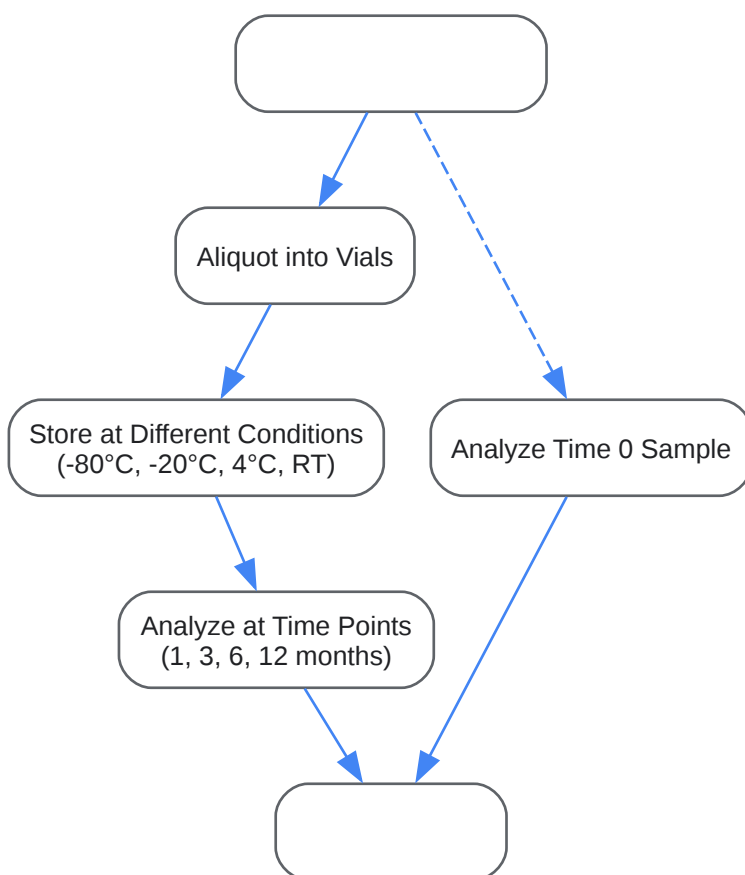 Aliquot into Vials
Store at Different Conditions
(-80°C, -20°C, 4°C, RT)
Analyze Time 0 Sample
Analyze at Time Points
(1, 3, 6, 12 months)